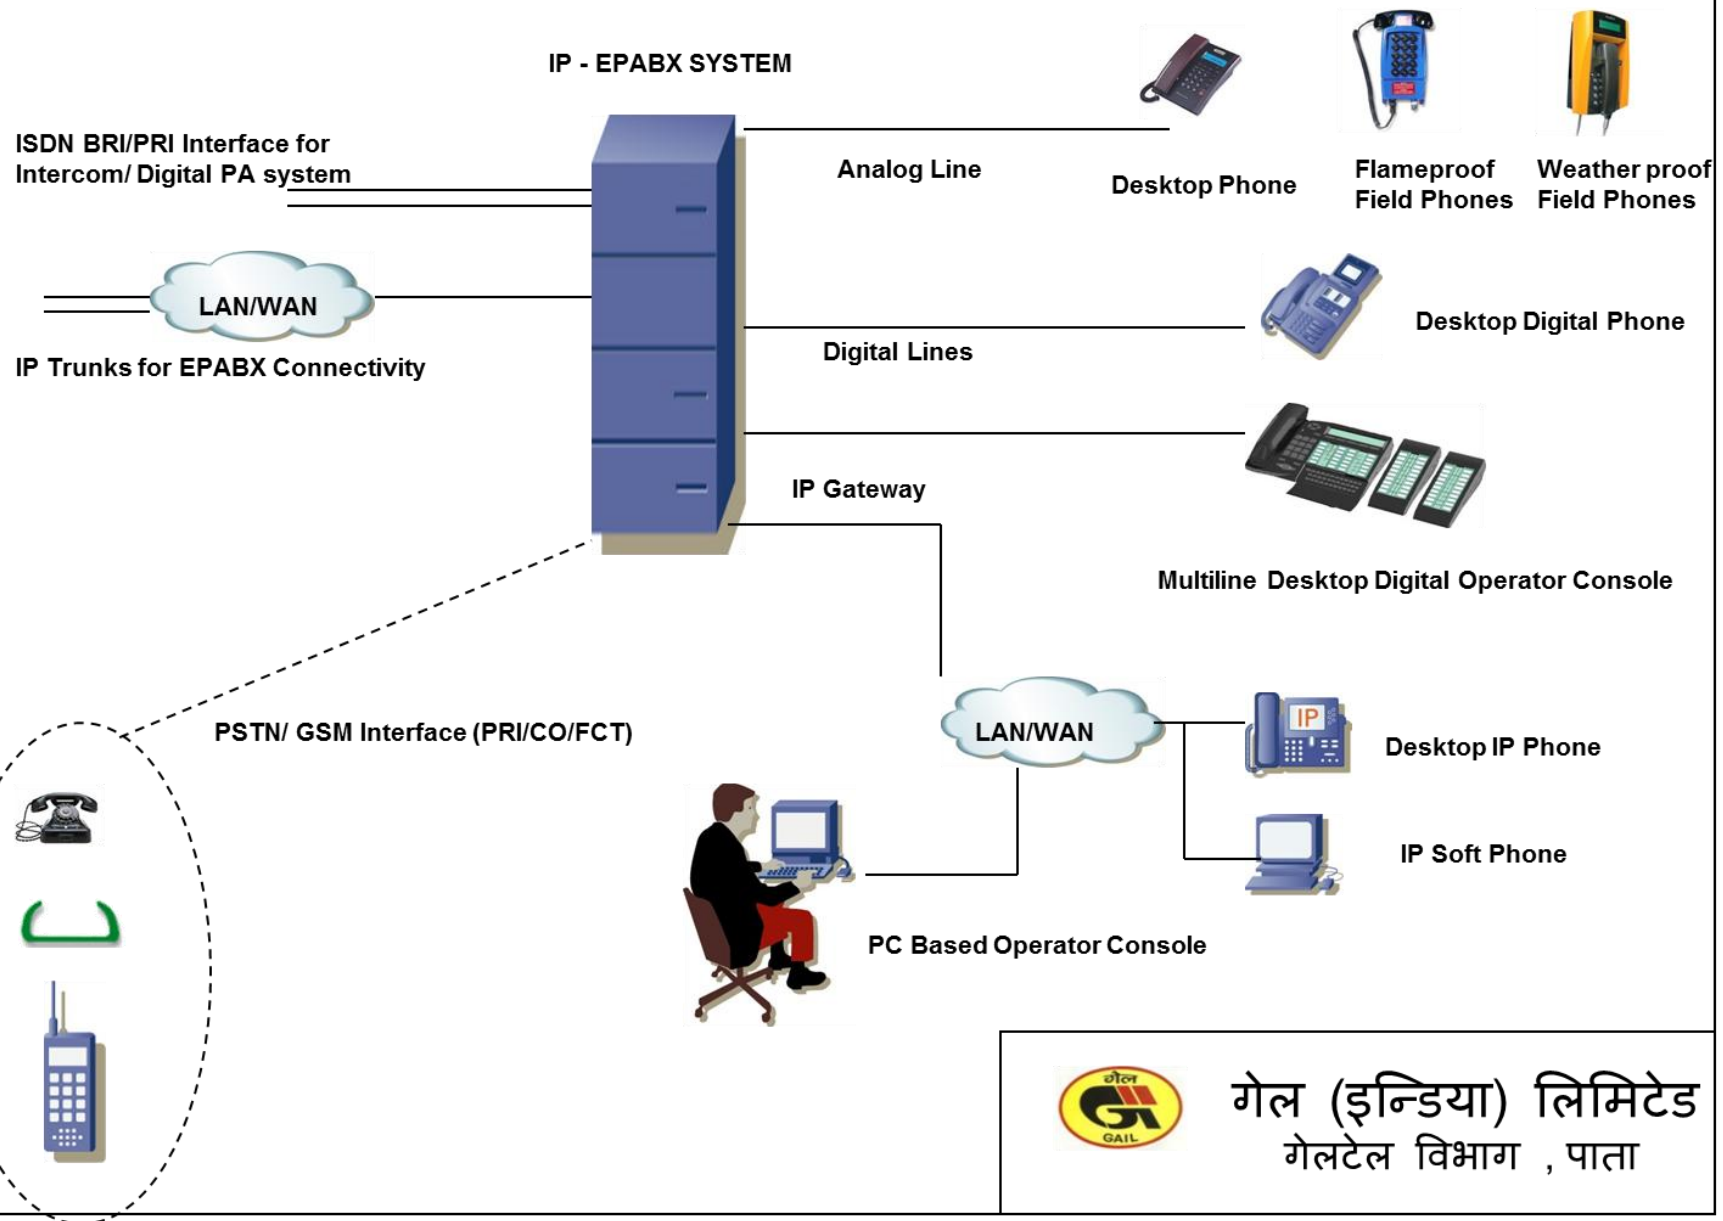 IP - EPABX SYSTEM
ISDN BRI/PRI Interface for
Intercom/ Digital PA system
Analog Line
Desktop Phone
Flameproof
Field Phones
Weather proof
Field Phones
LAN/WAN
IP Trunks for EPABX Connectivity
Digital Lines
Desktop Digital Phone
IP Gateway
Multiline Desktop Digital Operator Console
PSTN/ GSM Interface (PRI/CO/FCT)
LAN/WAN
IP
Desktop IP Phone
IP Soft Phone
PC Based Operator Console
गेल
GAIL
गेल (इन्डिया) लिमिटेड
गेलटेल विभाग , पाता